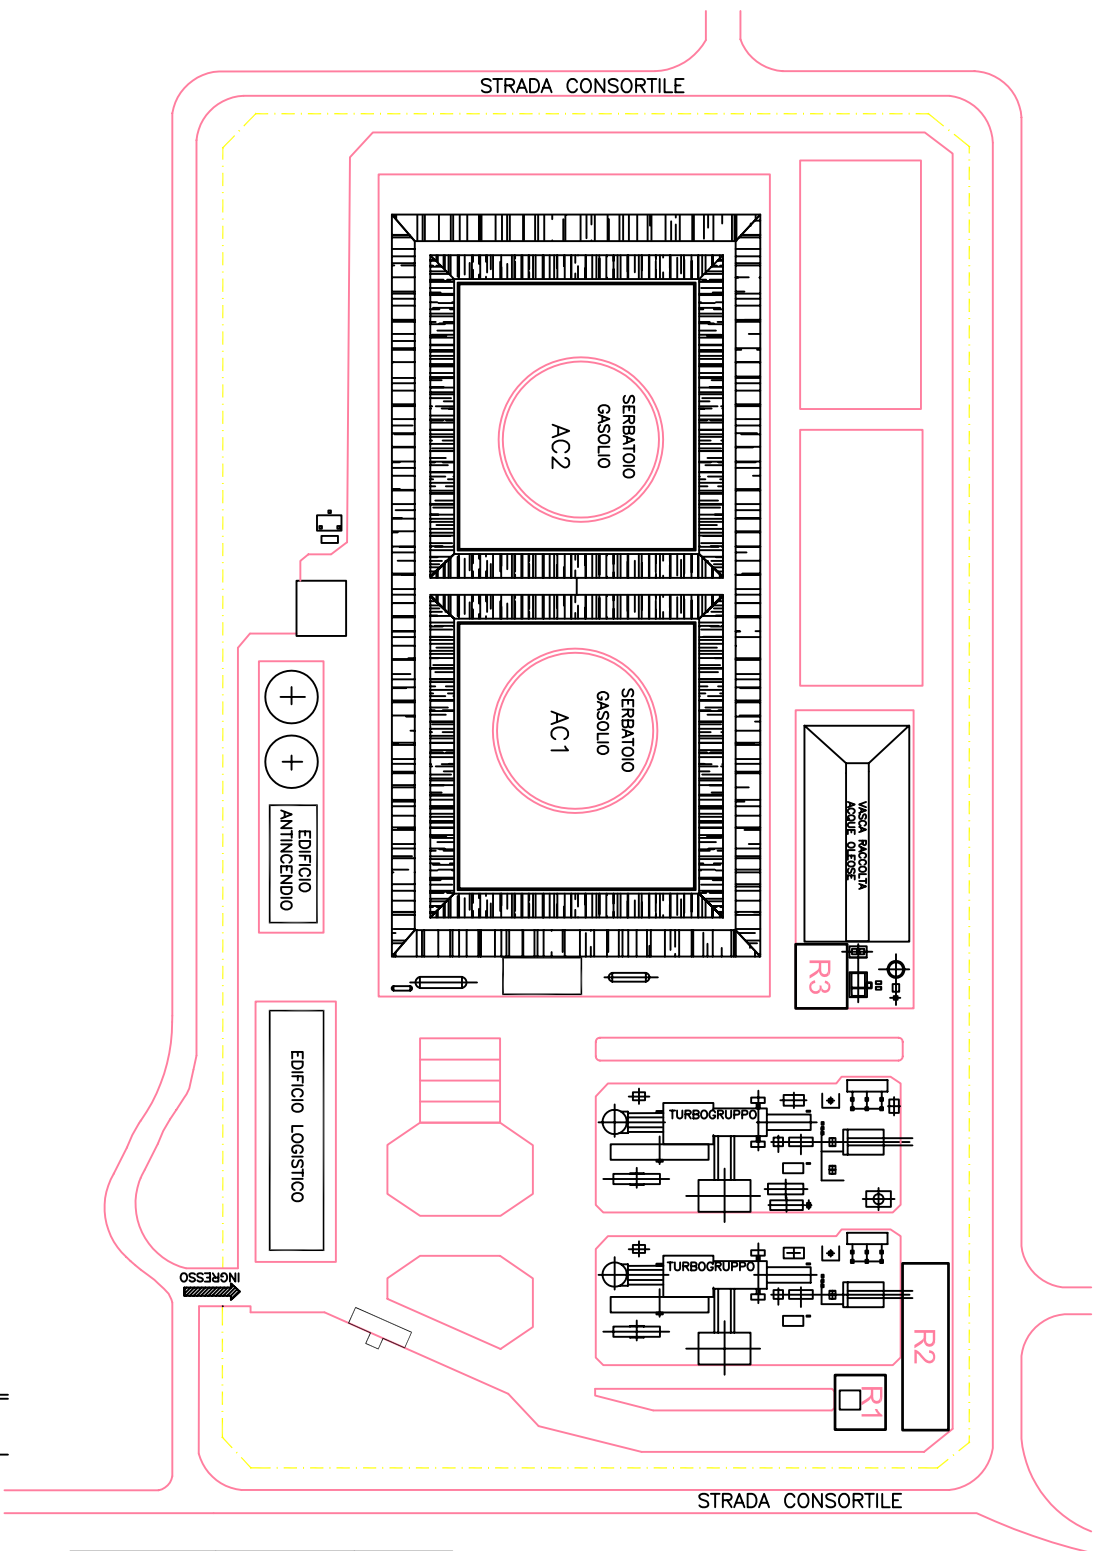 STRADA CONSORTILE
SERBATOIO
GASOLIO
AC2
SERBATOIO
GASOLIO
AC1
VASCA RACCOLTA
ACQUE OLEOSE
EDIFICIO
ANTINCENDIO
R3
EDIFICIO LOGISTICO
TURBOGRUPPO
TURBOGRUPPO
INGRESSO
R2
R1
STRADA CONSORTILE